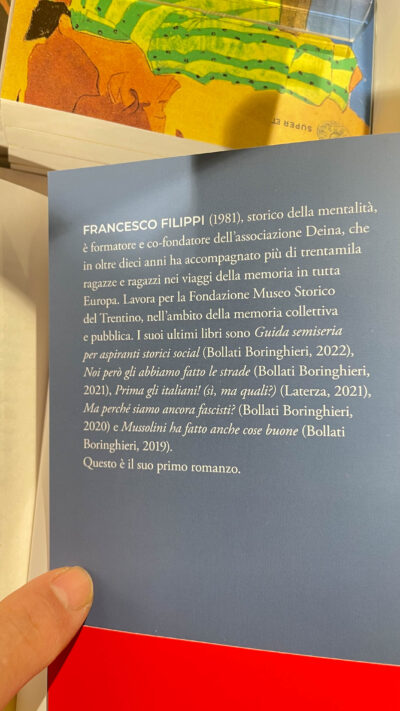 SUPER ET
FRANCESCO FILIPPI (1981), storico della mentalità,
è formatore e co-fondatore dell'associazione Deina, che
in oltre dieci anni ha accompagnato più di trentamila
ragazze e ragazzi nei viaggi della memoria in tutta
Europa. Lavora per la Fondazione Museo Storico
del Trentino, nell'ambito della memoria collettiva
e pubblica. I suoi ultimi libri sono Guida semiseria
per aspiranti storici social (Bollati Boringhieri, 2022),
Noi però gli abbiamo fatto le strade (Bollati Boringhieri,
2021), Prima gli italiani! (sì, ma quali?) (Laterza, 2021),
Ma perché siamo ancora fascisti? (Bollati Boringhieri,
2020) e Mussolini ha fatto anche cose buone (Bollati
Boringhieri, 2019).
Questo è il suo primo romanzo.